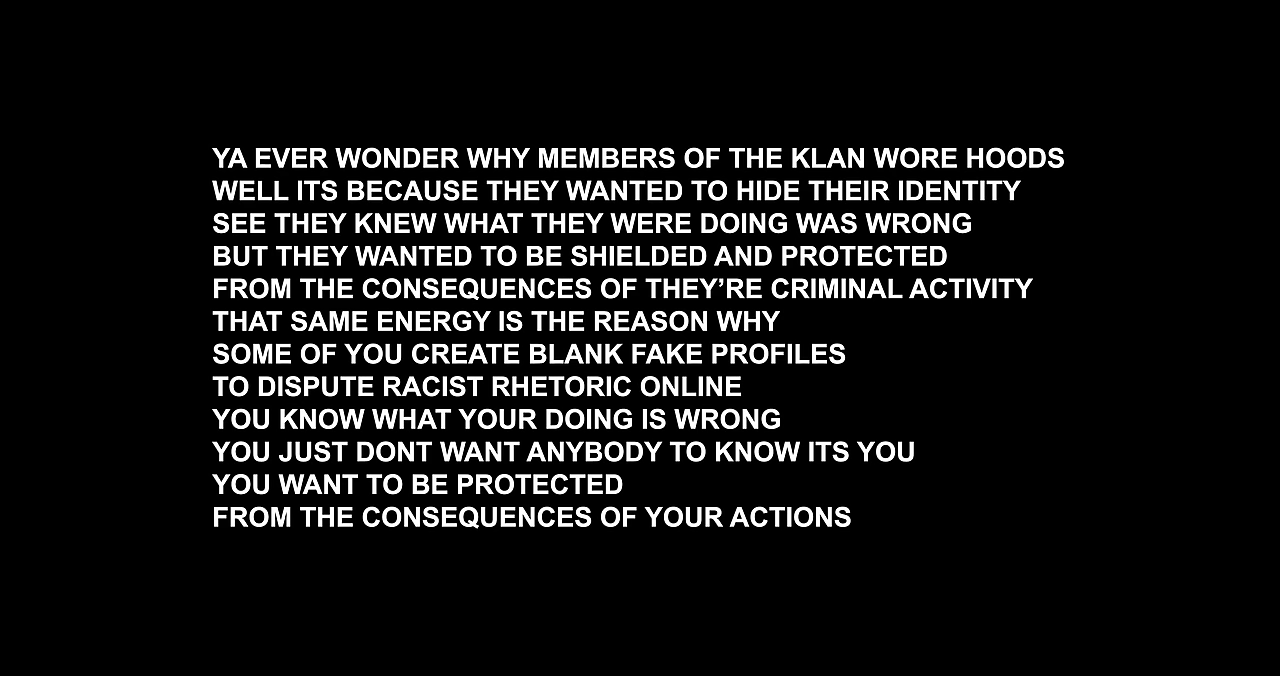 YA EVER WONDER WHY MEMBERS OF THE KLAN WORE HOODS
WELL ITS BECAUSE THEY WANTED TO HIDE THEIR IDENTITY
SEE THEY KNEW WHAT THEY WERE DOING WAS WRONG
BUT THEY WANTED TO BE SHIELDED AND PROTECTED
FROM THE CONSEQUENCES OF THEY’RE CRIMINAL ACTIVITY
THAT SAME ENERGY IS THE REASON WHY
SOME OF YOU CREATE BLANK FAKE PROFILES
TO DISPUTE RACIST RHETORIC ONLINE
YOU KNOW WHAT YOUR DOING IS WRONG
YOU JUST DONT WANT ANYBODY TO KNOW ITS YOU
YOU WANT TO BE PROTECTED
FROM THE CONSEQUENCES OF YOUR ACTIONS